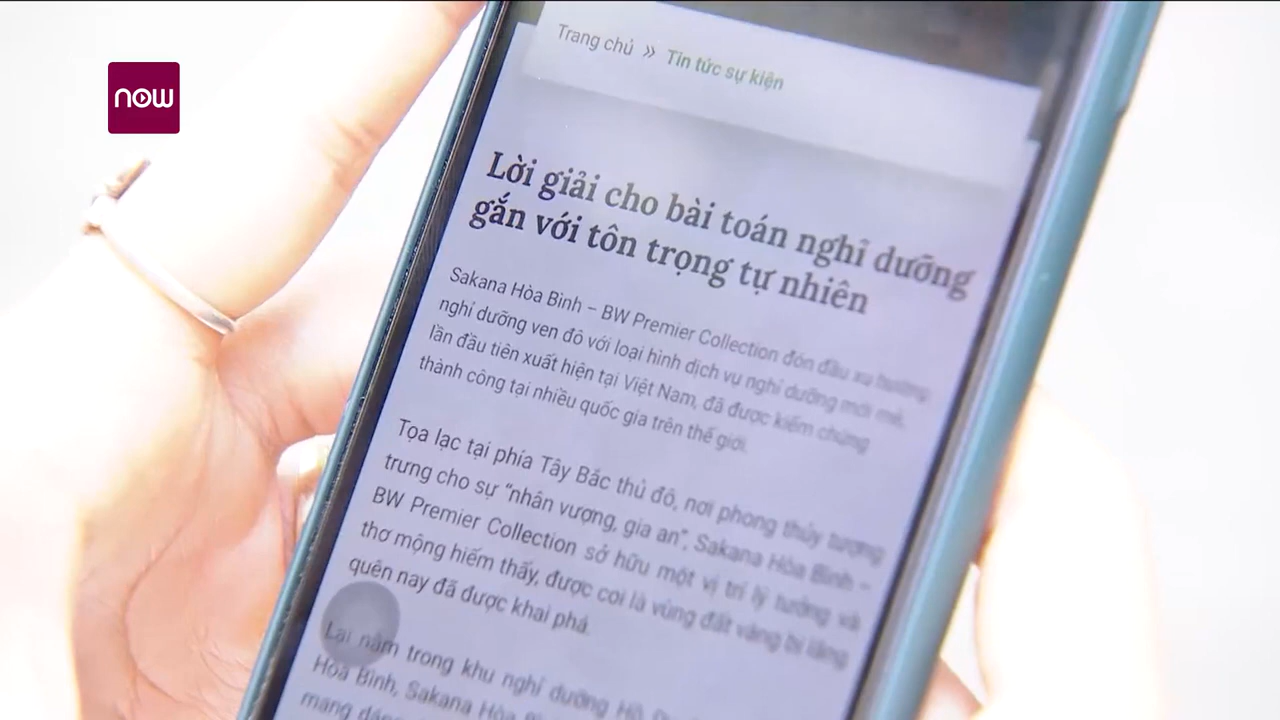 now
Trang chủ » Tin tức sự kiện
Lời giải cho bài toán nghỉ dưỡng
gắn với tôn trọng tự nhiên
Sakana Hòa Bình – BW Premier Collection đón đầu xu hướng
nghỉ dưỡng ven đô với loại hình dịch vụ nghỉ dưỡng mới mẻ,
lần đầu tiên xuất hiện tại Việt Nam, đã được kiểm chứng
thành công tại nhiều quốc gia trên thế giới.
Tọa lạc tại phía Tây Bắc thủ đô, nơi phong thủy tượng
trưng cho sự “nhân vượng, gia an”, Sakana Hòa Bình –
BW Premier Collection sở hữu một vị trí lý tưởng và
thơ mộng hiếm thấy, được coi là vùng đất vàng bị lãng
quên nay đã được khai phá.
Lại nằm trong khu nghỉ dưỡng
Hòa Bình, Sakana Hòa
mang